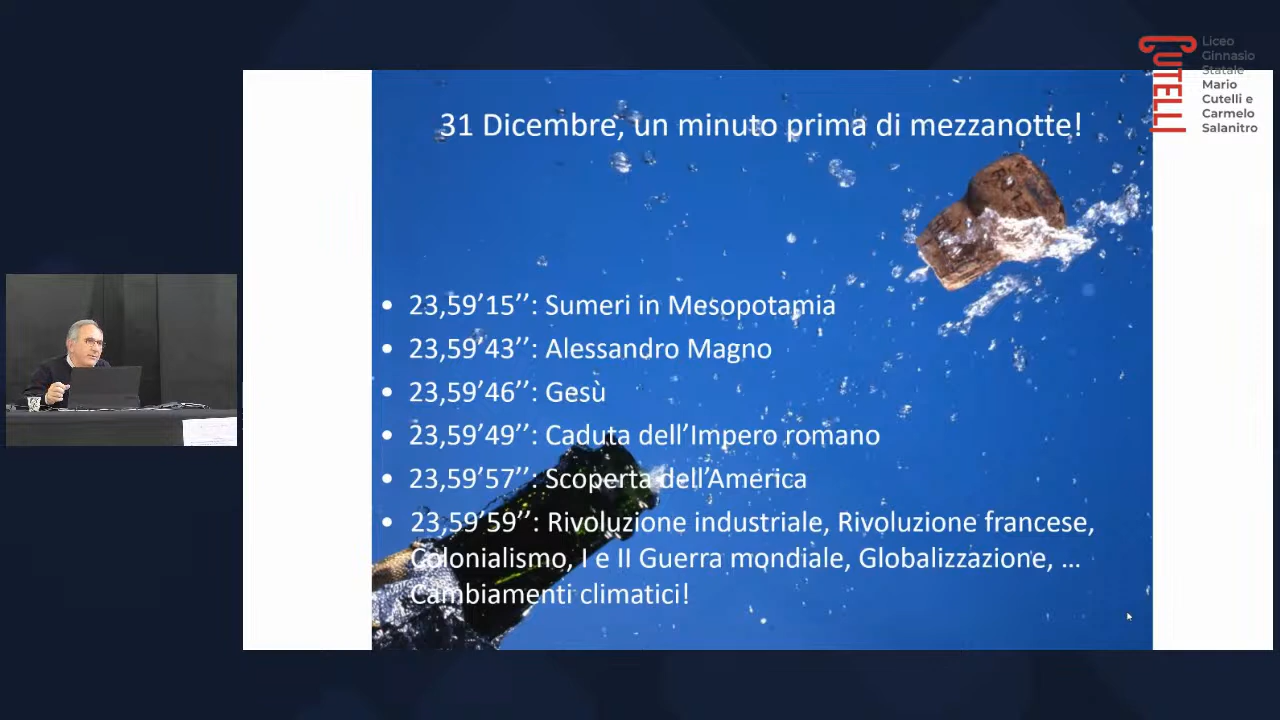 CUTELLI
Liceo
Ginnasio
Statale
Mario
Cutelli e
Carmelo
Salanitro
31 Dicembre, un minuto prima di mezzanotte!
• 23,59’15’’: Sumeri in Mesopotamia
• 23,59’43’’: Alessandro Magno
• 23,59’46’’: Gesù
• 23,59’49’’: Caduta dell’Impero romano
• 23,59’57’’: Scoperta dell’America
• 23,59’59’’: Rivoluzione industriale, Rivoluzione francese,
Colonialismo, I e II Guerra mondiale, Globalizzazione, …
Cambiamenti climatici!